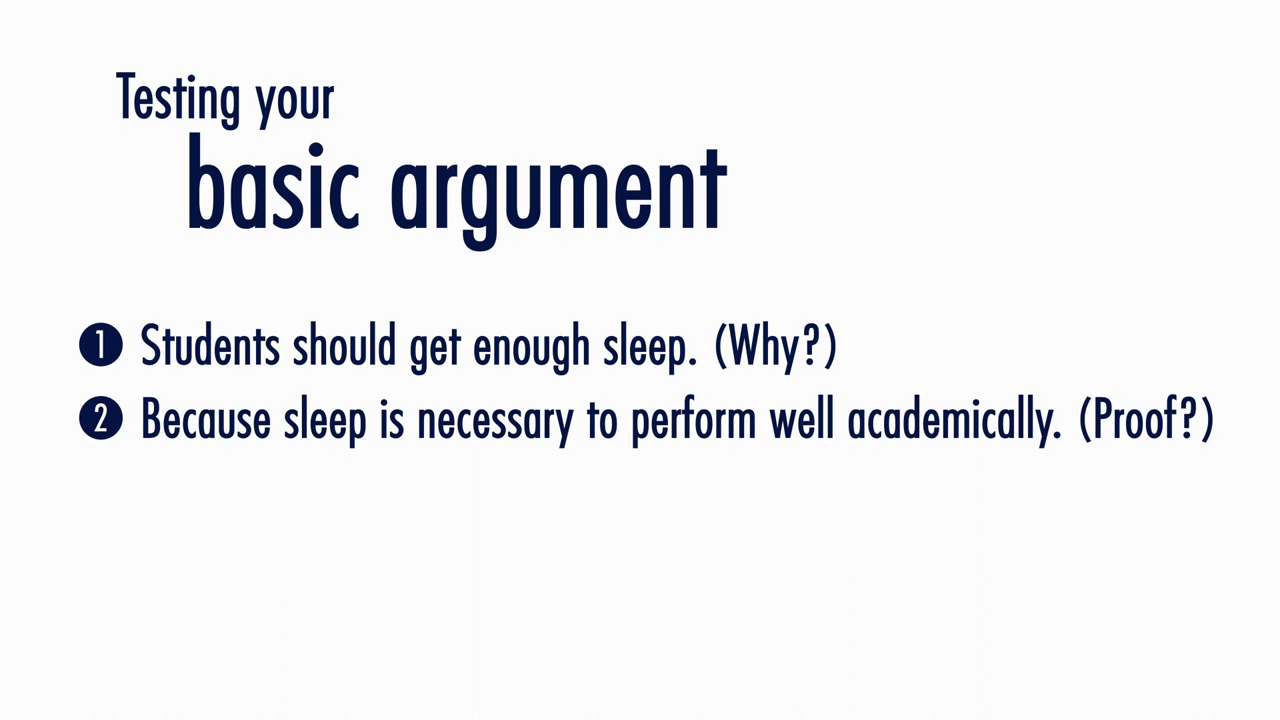 Testing your
basic argument
❶ Students should get enough sleep. (Why?)
❷ Because sleep is necessary to perform well academically. (Proof?)